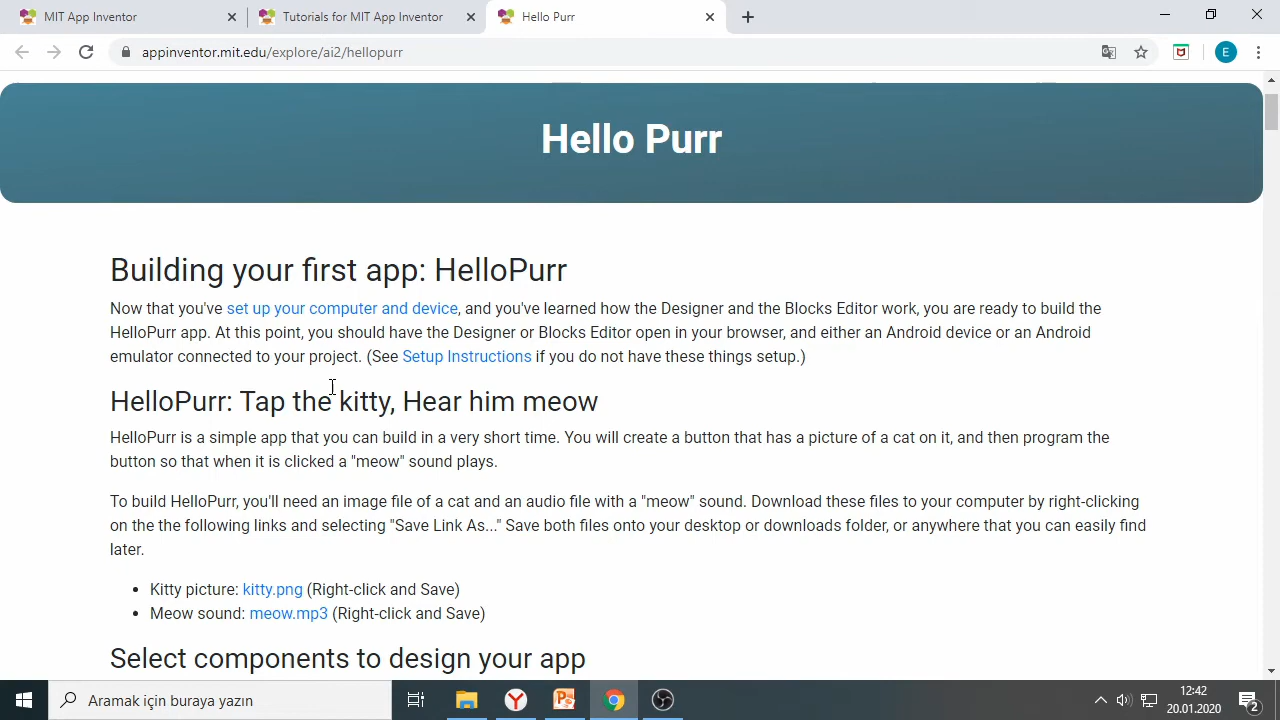 MIT App Inventor
Tutorials for MIT App Inventor
Hello Purr
appinventor.mit.edu/explore/ai2/hellopurr
E
Hello Purr
Building your first app: HelloPurr
Now that you've set up your computer and device, and you've learned how the Designer and the Blocks Editor work, you are ready to build the
HelloPurr app. At this point, you should have the Designer or Blocks Editor open in your browser, and either an Android device or an Android
emulator connected to your project. (See Setup Instructions if you do not have these things setup.)
HelloPurr: Tap the kitty, Hear him meow
HelloPurr is a simple app that you can build in a very short time. You will create a button that has a picture of a cat on it, and then program the
button so that when it is clicked a "meow" sound plays.
To build HelloPurr, you'll need an image file of a cat and an audio file with a "meow" sound. Download these files to your computer by right-clicking
on the the following links and selecting "Save Link As..." Save both files onto your desktop or downloads folder, or anywhere that you can easily find
later.
• Kitty picture: kitty.png (Right-click and Save)
• Meow sound: meow.mp3 (Right-click and Save)
Select components to design your app
Aramak için buraya yazın
12:42
20.01.2020
2